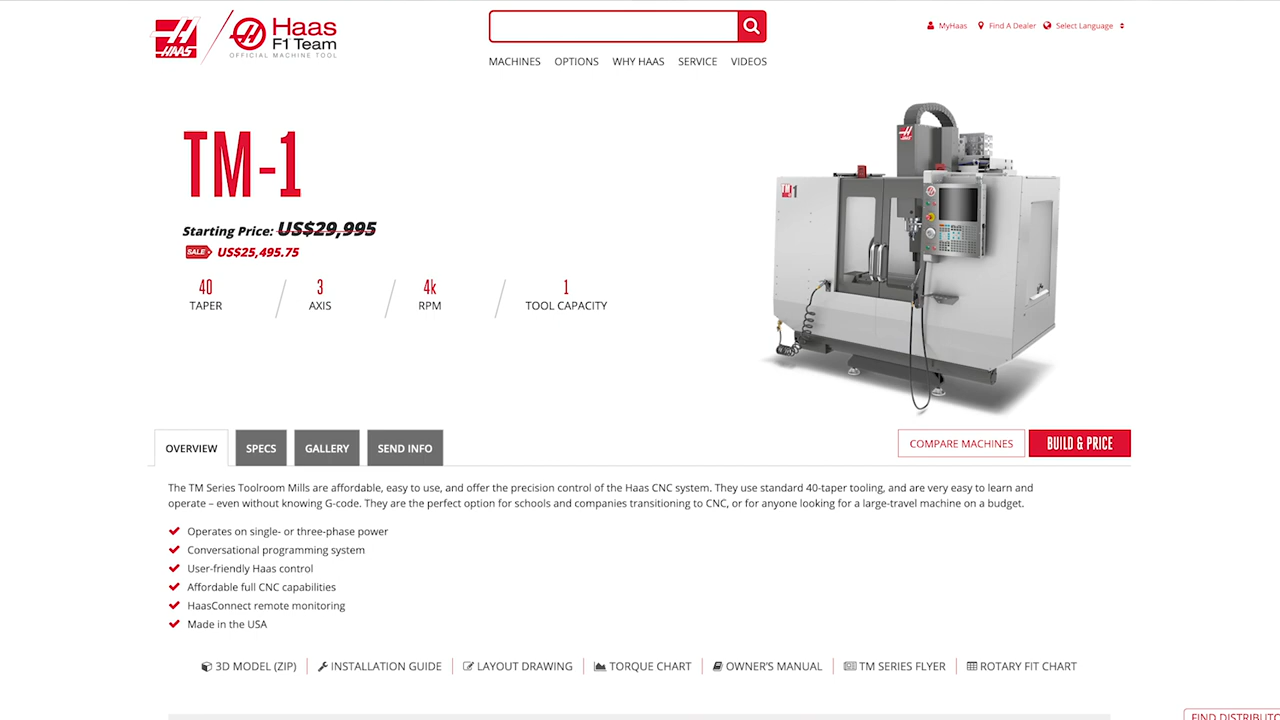 HAAS
Haas
F1 Team
OFFICIAL MACHINE TOOL
MyHaas
Find A Dealer
Select Language
MACHINES OPTIONS WHY HAAS SERVICE VIDEOS
TM-1
Starting Price: US$29,995
SALE US$25,495.75
40 3 4k 1
TAPER AXIS RPM TOOL CAPACITY
OVERVIEW SPECS GALLERY SEND INFO
COMPARE MACHINES BUILD & PRICE
The TM Series Toolroom Mills are affordable, easy to use, and offer the precision control of the Haas CNC system. They use standard 40-taper tooling, and are very easy to learn and
operate – even without knowing G-code. They are the perfect option for schools and companies transitioning to CNC, or for anyone looking for a large-travel machine on a budget.
Operates on single- or three-phase power
Conversational programming system
User-friendly Haas control
Affordable full CNC capabilities
HaasConnect remote monitoring
Made in the USA
3D MODEL (ZIP) INSTALLATION GUIDE LAYOUT DRAWING TORQUE CHART OWNER'S MANUAL TM SERIES FLYER ROTARY FIT CHART
FIND